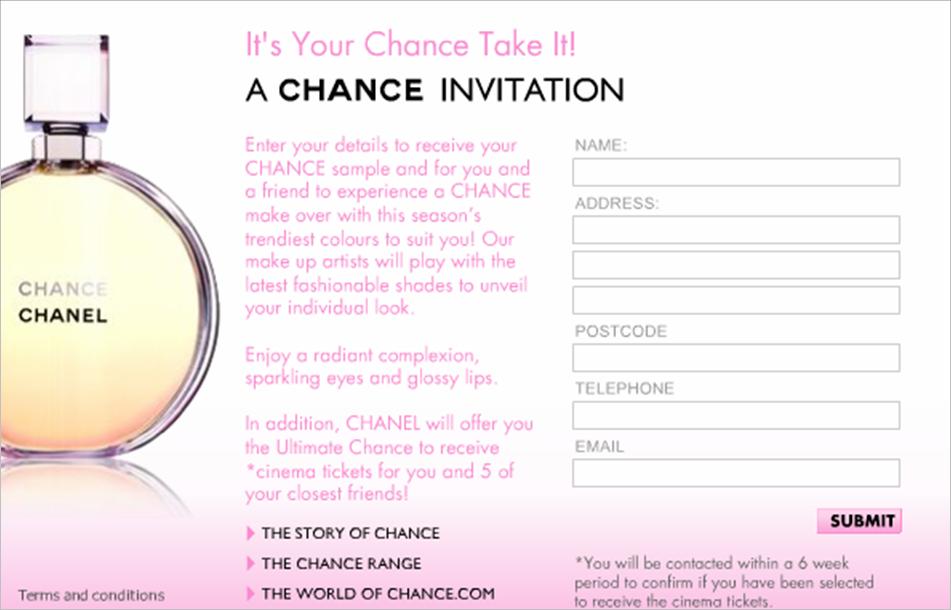 It's Your Chance Take It!
A CHANCE INVITATION
Enter your details to receive your
CHANCE sample and for you and
a friend to experience a CHANCE
make over with this season's
trendiest colours to suit you! Our
make up artists will play with the
latest fashionable shades to unveil
your individual look.
Enjoy a radiant complexion,
sparkling eyes and glossy lips.
In addition, CHANEL will offer you
the Ultimate Chance to receive
*cinema tickets for you and 5 of
your closest friends!
THE STORY OF CHANCE
THE CHANCE RANGE
THE WORLD OF CHANCE.COM
NAME:
ADDRESS:
POSTCODE
TELEPHONE
EMAIL
SUBMIT
*You will be contacted within a 6 week
period to confirm if you have been selected
to receive the cinema tickets.
CHANCE
CHANEL
Terms and conditions